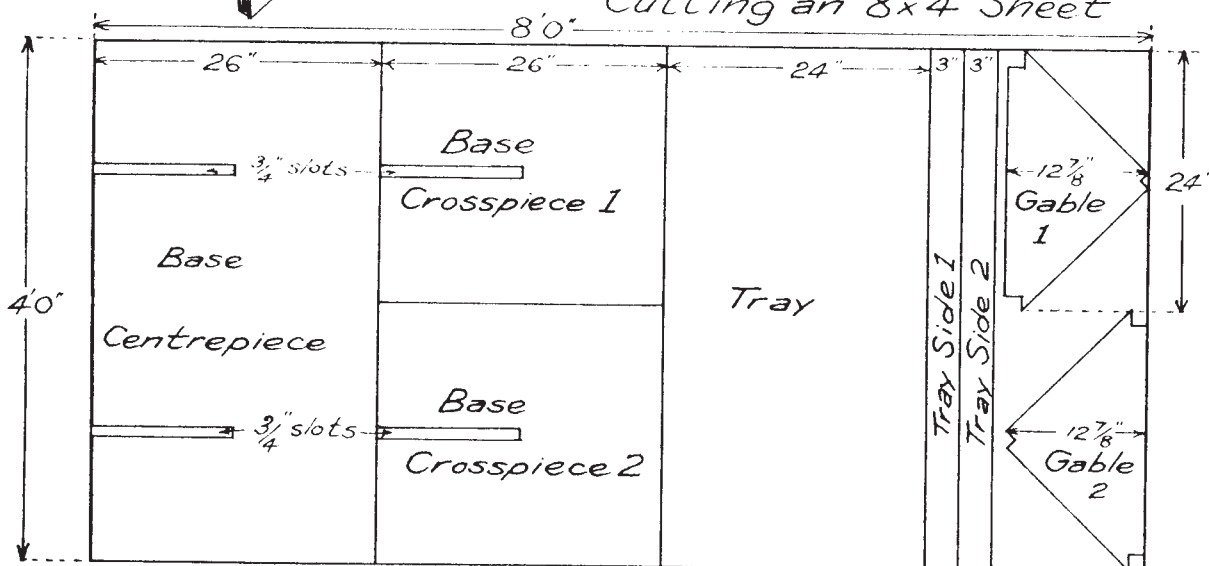 Cutting an 8x4 Sheet
8'0"
26"
26"
24"
3"
3"
Base
3/4" slots
12 7/8"
24"
Crosspiece 1
Gable
1
Base
4'0"
Tray
Centrepiece
Tray Side 1
Tray Side 2
Base
3/4" slots
12 7/8"
Crosspiece 2
Gable
2